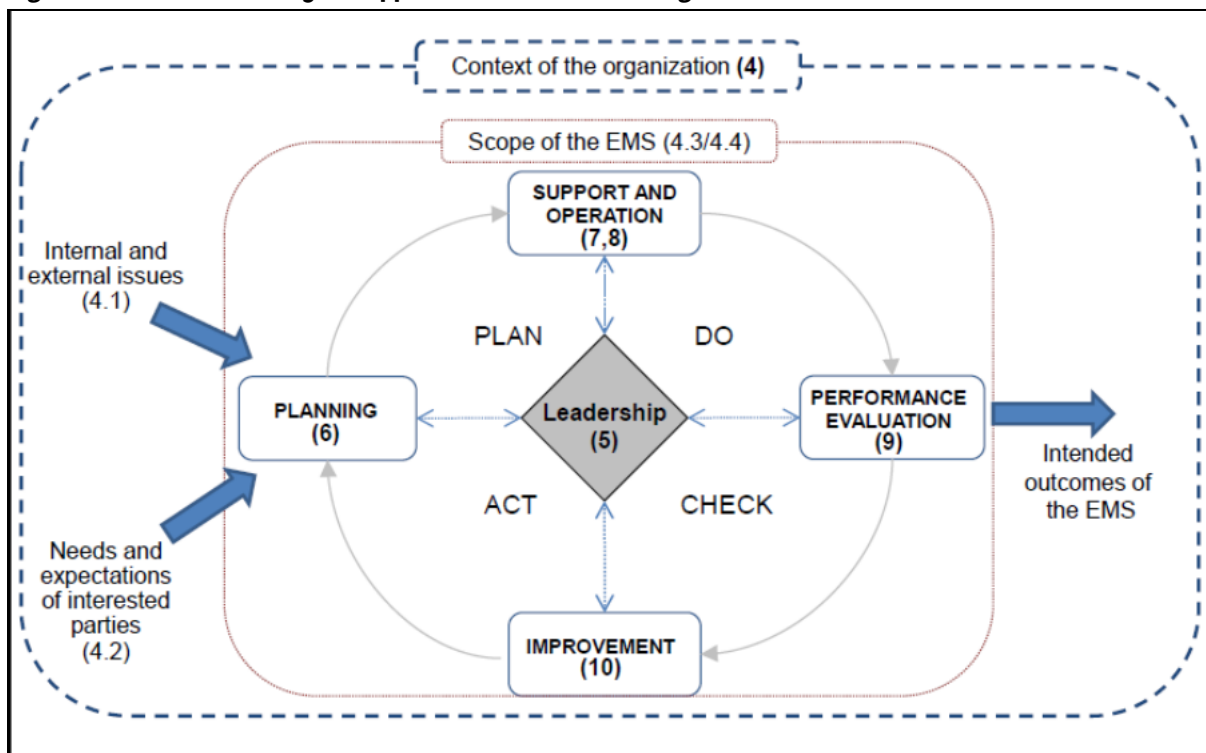 Context of the organization (4)
Scope of the EMS (4.3/4.4)
SUPPORT AND
OPERATION
(7,8)
Internal and
external issues
(4.1)
PLAN
DO
PLANNING
(6)
Leadership
(5)
PERFORMANCE
EVALUATION
(9)
Intended
outcomes of
the EMS
ACT
CHECK
Needs and
expectations
of interested
parties
(4.2)
IMPROVEMENT
(10)